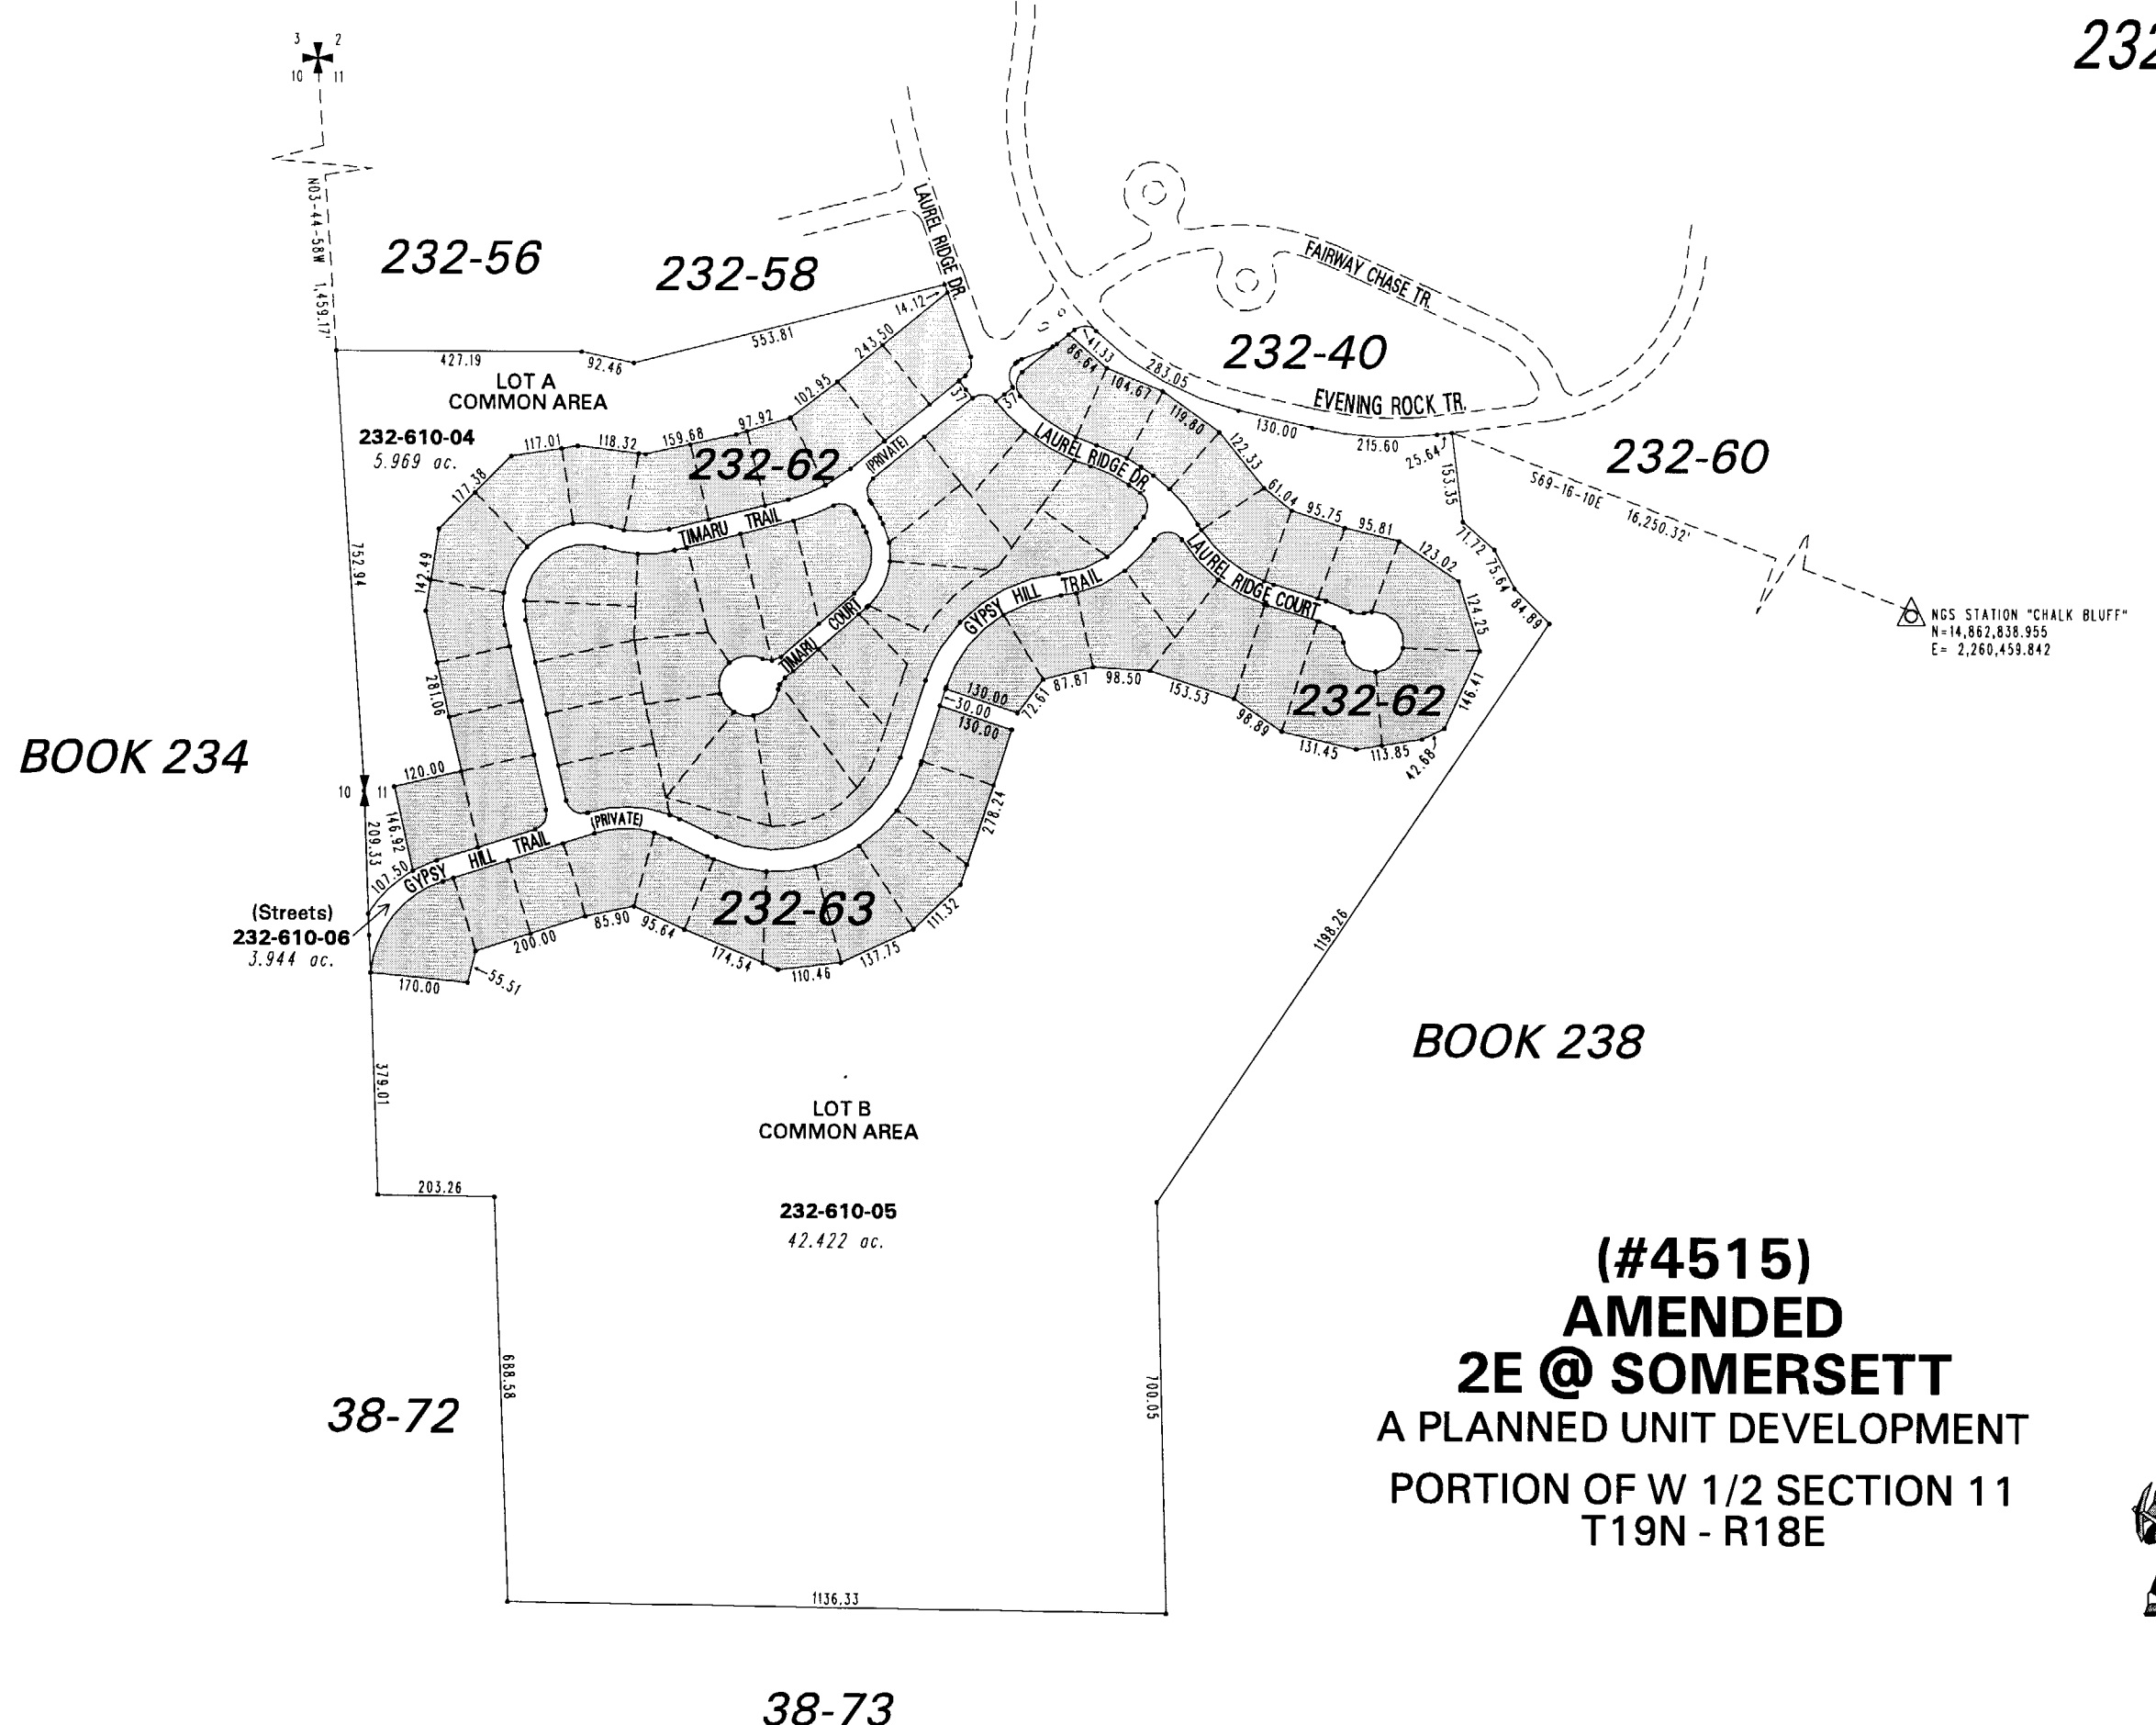 232
3 2
10 11
N03-44-58W 1,459.17'
232-56
232-58
LAUREL RIDGE DR.
FAIRWAY CHASE TR.
232-40
EVENING ROCK TR.
232-60
S69-16-10E 16,250.32'
NGS STATION "CHALK BLUFF"
N=14,862,838.955
E= 2,260,459.842
427.19
92.46
553.81
14.12
243.50
102.95
97.92
159.68
118.32
117.01
177.38
142.49
281.06
120.00
146.92
107.50
LOT A
COMMON AREA
232-610-04
5.969 ac.
752.94
232-62
(PRIVATE)
TIMARU TRAIL
TIMARU COURT
37
37
41.33
86.64
104.67
283.05
119.80
130.00
215.60
25.64
122.33
61.04
95.75
95.81
123.02
124.25
146.41
153.35
71.72
75.64
84.89
LAUREL RIDGE DR.
LAUREL RIDGE COURT
GYPSY HILL TRAIL
232-62
130.00
30.00
130.00
72.61
87.87
98.50
153.53
98.89
131.45
113.85
42.68
278.24
BOOK 234
10 11
209.33
GYPSY HILL TRAIL
(PRIVATE)
(Streets)
232-610-06
3.944 ac.
232-63
170.00
55.51
200.00
85.90
95.64
174.54
110.46
137.75
111.32
1198.26
BOOK 238
379.01
LOT B
COMMON AREA
203.26
232-610-05
42.422 ac.
688.58
700.05
38-72
1136.33
38-73
(#4515)
AMENDED
2E @ SOMERSETT
A PLANNED UNIT DEVELOPMENT
PORTION OF W 1/2 SECTION 11
T19N - R18E